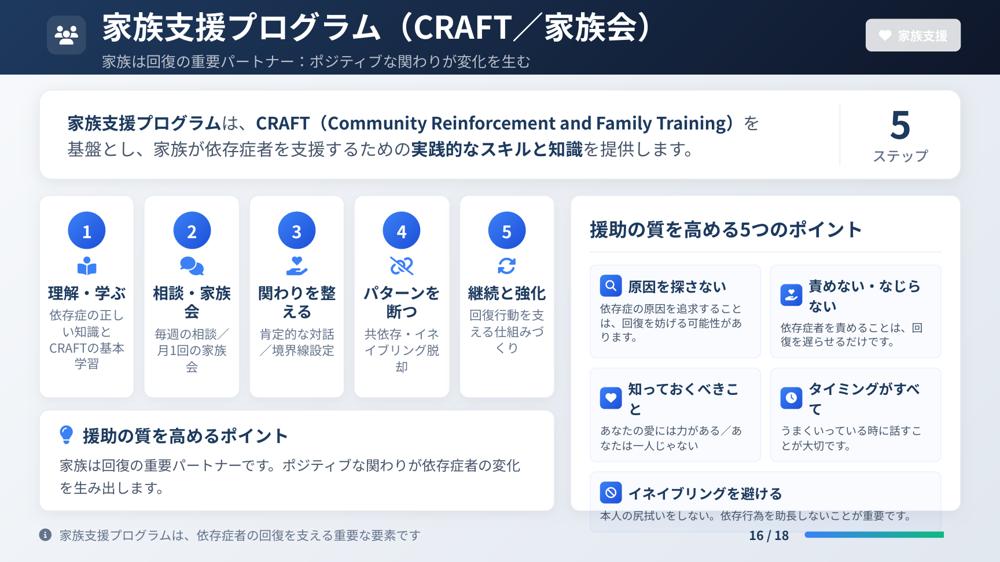 家族支援プログラム（CRAFT／家族会）
家族は回復の重要パートナー：ポジティブな関わりが変化を生む
家族支援
家族支援プログラムは、CRAFT（Community Reinforcement and Family Training）を
基盤とし、家族が依存症者を支援するための実践的なスキルと知識を提供します。
5
ステップ
1
理解・学ぶ
依存症の正し
い知識と
CRAFTの基本
学習
2
相談・家族
会
毎週の相談／
月1回の家族
会
3
関わりを整
える
肯定的な対話
／境界線設定
4
パターンを
断つ
共依存・イネ
イブリング脱
却
5
継続と強化
回復行動を支
える仕組みづ
くり
援助の質を高めるポイント
家族は回復の重要パートナーです。ポジティブな関わりが依存症者の変化
を生み出します。
援助の質を高める5つのポイント
原因を探さない
依存症の原因を追求すること
は、回復を妨げる可能性があ
ります。
責めない・なじら
ない
依存症者を責めることは、回
復を遅らせるだけです。
知っておくべきこ
と
あなたの愛には力がある／あ
なたは一人じゃない
タイミングがすべ
て
うまくいっている時に話すこ
とが大切です。
イネイブリングを避ける
本人の尻拭いをしない。依存行為を助長しないことが重要です。
家族支援プログラムは、依存症者の回復を支える重要な要素です
16 / 18